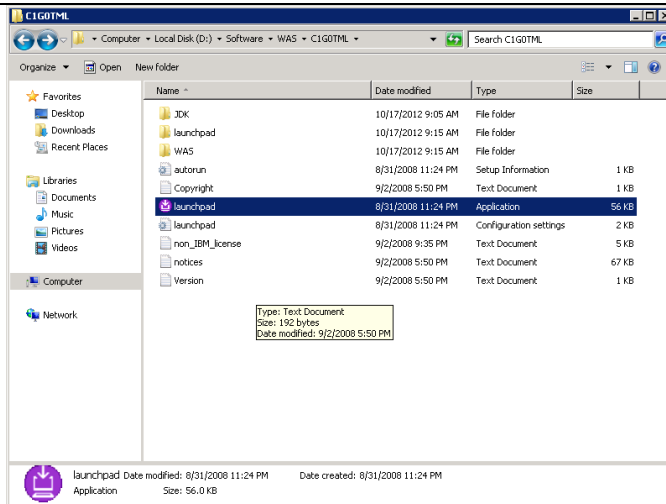 C1G0TML
Computer Local Disk (D:) Software WAS C1G0TML
Search C1G0TML
Organize Open New folder
Name Date modified Type Size
Favorites
Desktop
Downloads
Recent Places
Libraries
Documents
Music
Pictures
Videos
Computer
Network
JDK 10/17/2012 9:05 AM File folder
launchpad 10/17/2012 9:15 AM File folder
WAS 10/17/2012 9:15 AM File folder
autorun 8/31/2008 11:24 PM Setup Information 1 KB
Copyright 9/2/2008 5:50 PM Text Document 1 KB
launchpad 8/31/2008 11:24 PM Application 56 KB
launchpad 8/31/2008 11:24 PM Configuration settings 2 KB
non_IBM_license 9/2/2008 9:35 PM Text Document 5 KB
notices 9/2/2008 5:50 PM Text Document 67 KB
Version 9/2/2008 5:50 PM Text Document 1 KB
Type: Text Document
Size: 192 bytes
Date modified: 9/2/2008 5:50 PM
launchpad Date modified: 8/31/2008 11:24 PM Date created: 8/31/2008 11:24 PM
Application Size: 56.0 KB